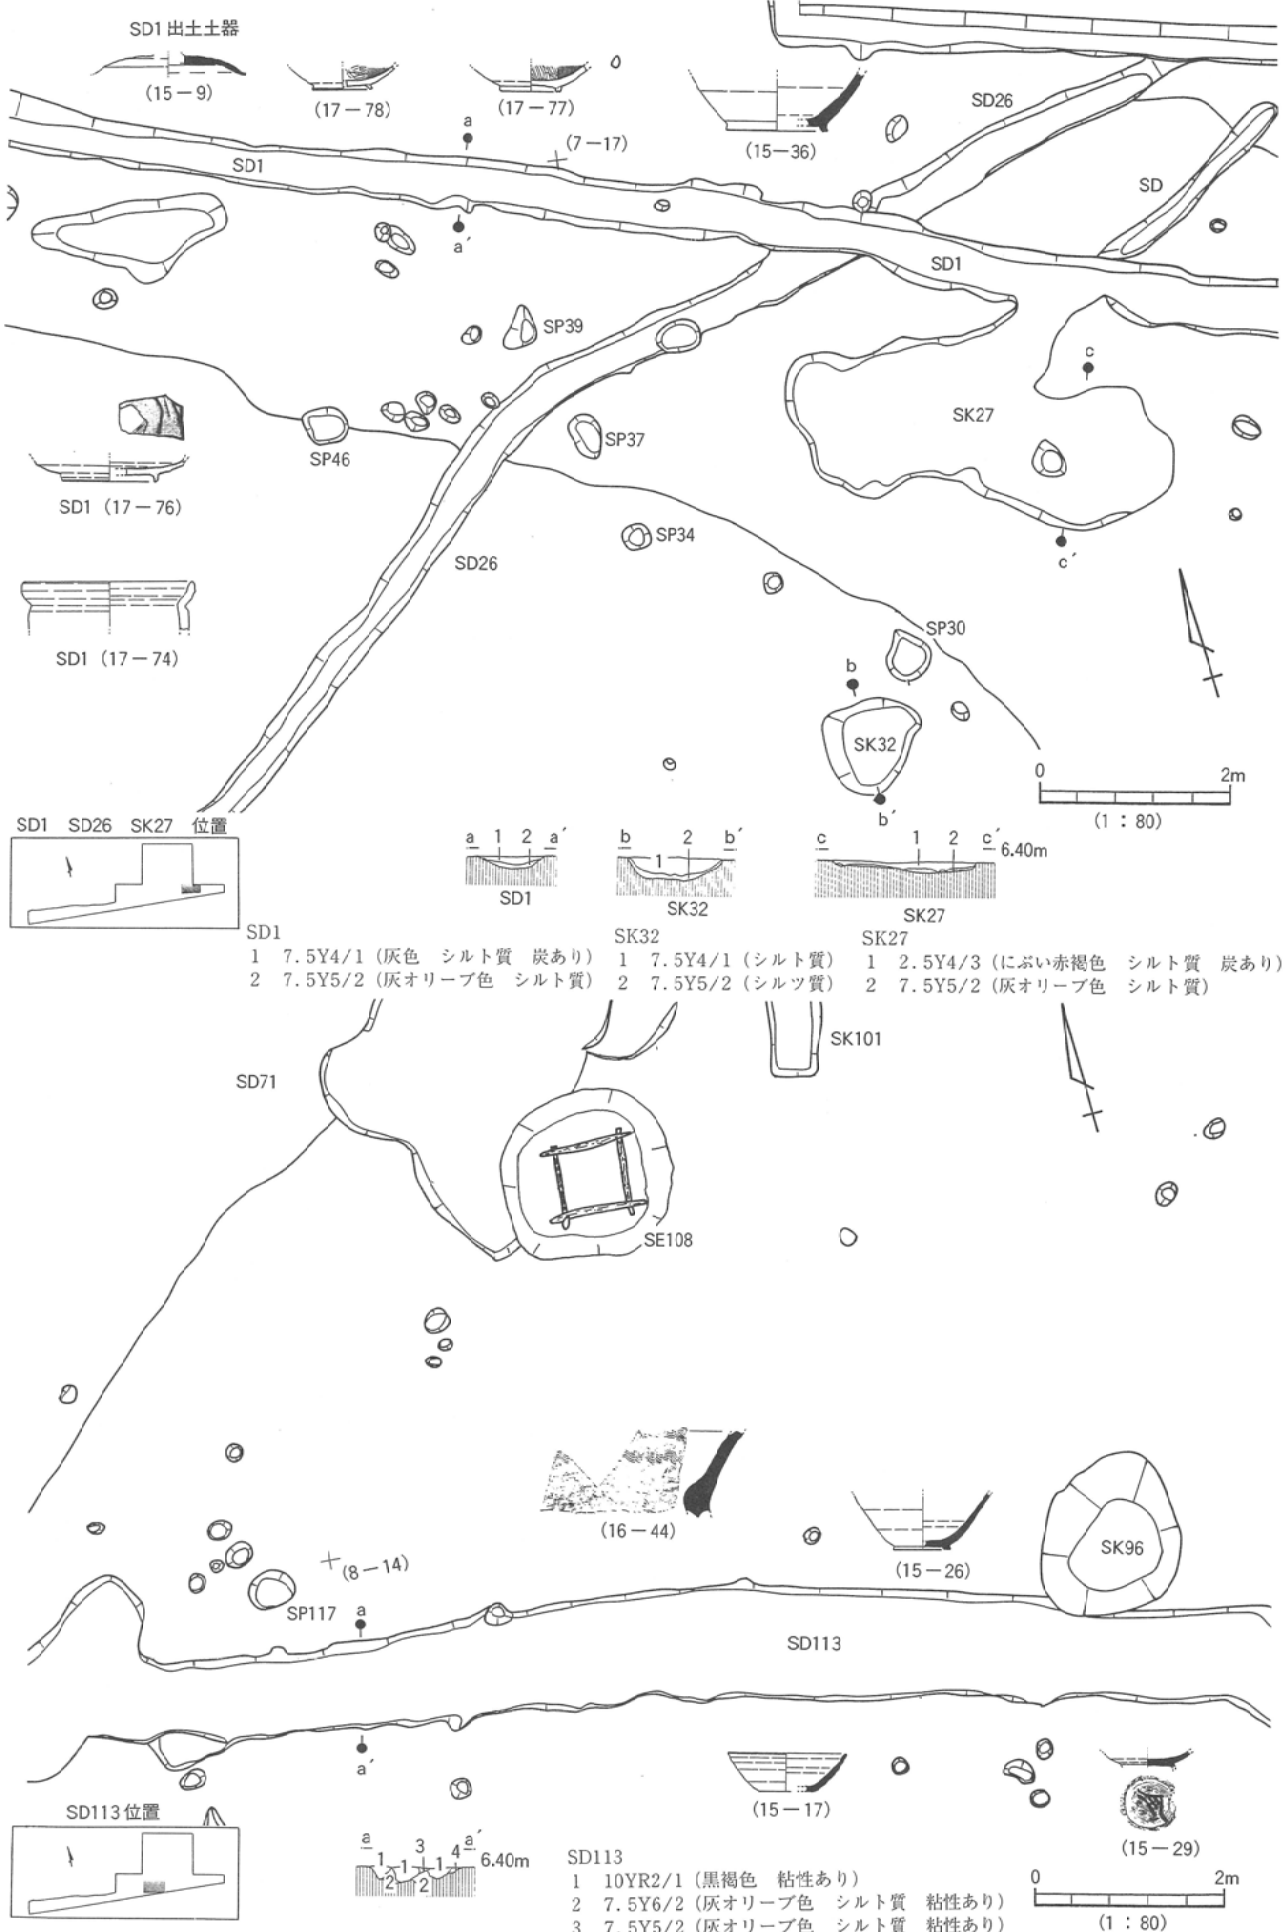 SD1出土土器
(15－9)
(17－78)
(17－77)
(15－36)
SD26
a
(7－17)
SD1
SD
a′
SD1
SP39
c
SK27
SP46
SP37
SD1 (17－76)
SP34
SD26
c′
SD1 (17－74)
SP30
b
SK32
b′
0 2m
(1：80)
SD1 SD26 SK27 位置
a 1 2 a′
SD1
b 1 2 b′
SK32
c 1 2 c′ 6.40m
SK27
SD1
1 7.5Y4/1 (灰色 シルト質 炭あり)
2 7.5Y5/2 (灰オリーブ色 シルト質)
SK32
1 7.5Y4/1 (シルト質)
2 7.5Y5/2 (シルツ質)
SK27
1 2.5Y4/3 (にぶい赤褐色 シルト質 炭あり)
2 7.5Y5/2 (灰オリーブ色 シルト質)
SK101
SD71
SE108
(16－44)
(15－26)
SK96
(8－14)
SP117
a
SD113
a′
(15－17)
(15－29)
SD113位置
a 1 2 1 3 2 1 4 a′ 6.40m
SD113
1 10YR2/1 (黒褐色 粘性あり)
2 7.5Y6/2 (灰オリーブ色 シルト質 粘性あり)
3 7.5Y5/2 (灰オリーブ色 シルト質 粘性あり)
0 2m
(1：80)